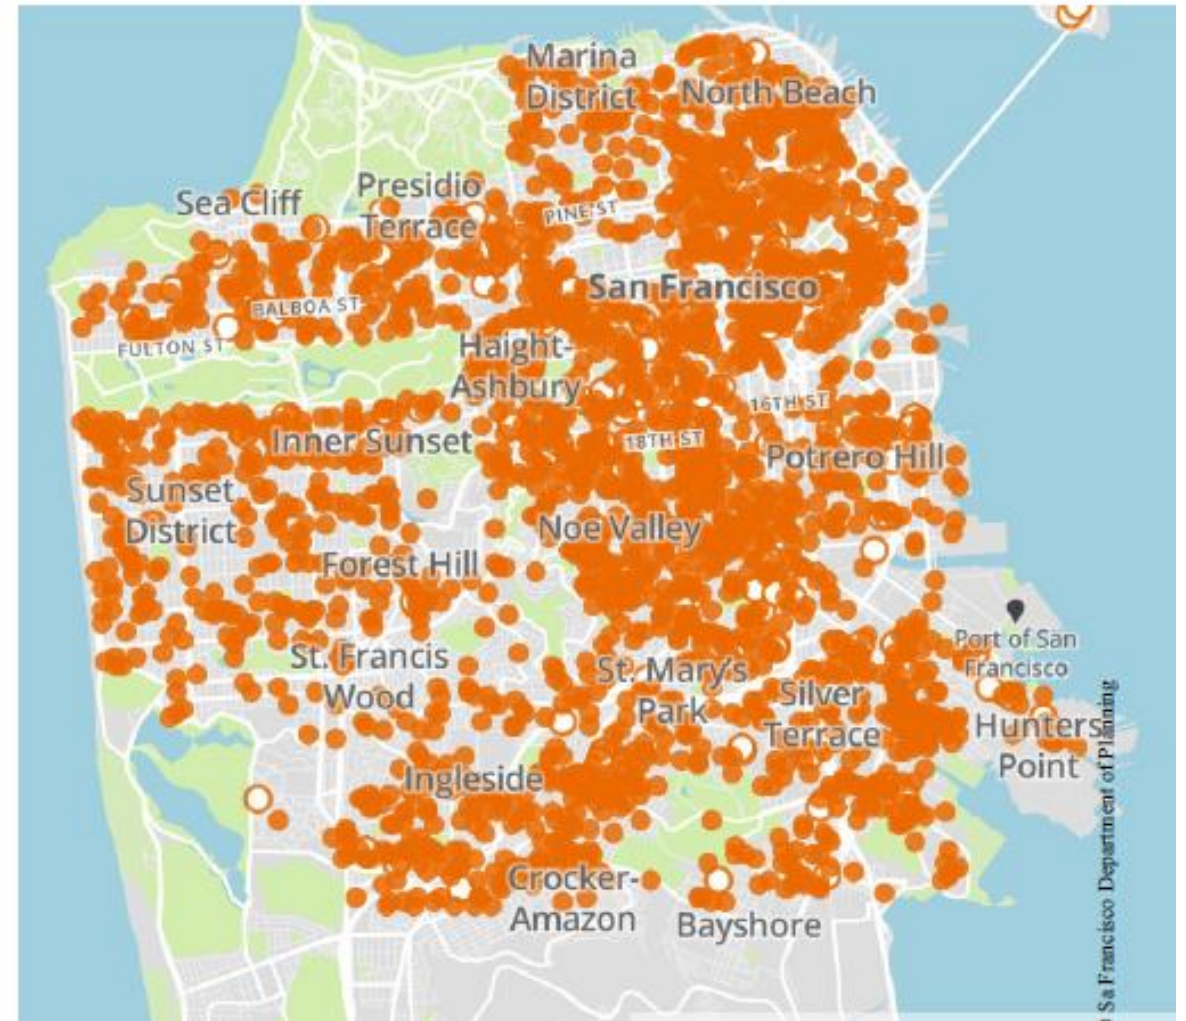 Marina
District
North Beach
Sea Cliff
Presidio
Terrace
PINE ST
San Francisco
BALBOA ST
FULTON ST
Haight-
Ashbury
16TH ST
Inner Sunset
18TH ST
Potrero Hill
Sunset
District
Noe Valley
Forest Hill
Port of San
Francisco
St. Francis
Wood
St. Mary's
Park
Silver
Terrace
Hunters
Point
Ingleside
Crocker-
Amazon
Bayshore
Sa Francisco Department of Planning